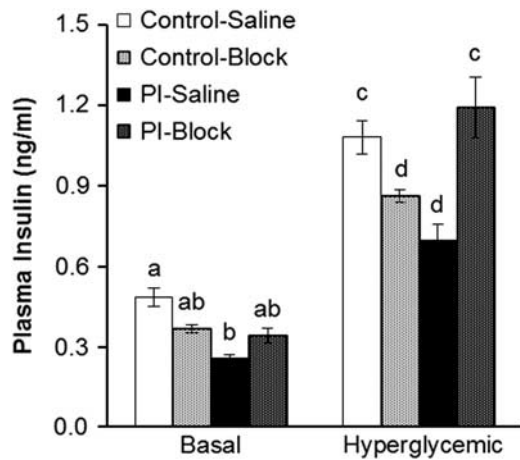 Plasma Insulin (ng/ml)
1.5
1.2
0.9
0.6
0.3
0.0
Control-Saline
Control-Block
PI-Saline
PI-Block
a
ab
b
ab
c
d
d
c
Basal
Hyperglycemic